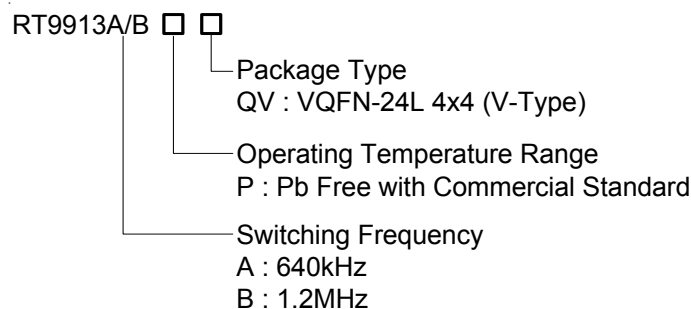 RT9913A/B □ □
Package Type
QV : VQFN-24L 4x4 (V-Type)
Operating Temperature Range
P : Pb Free with Commercial Standard
Switching Frequency
A : 640kHz
B : 1.2MHz